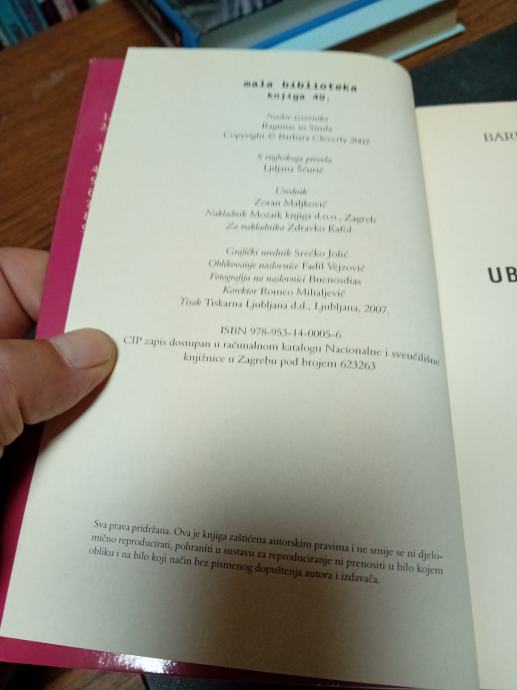 mala biblioteka
knjiga 49.
Naslov izvornika
Ragtime in Simla
Copyright © Barbara Cleverly 2002
S engleskoga prevela
Ljiljana Šćurić
Urednik
Zoran Maljković
Nakladnik Mozaik knjiga d.o.o., Zagreb
Za nakladnika Zdravko Kafol
Grafički urednik Srećko Jolić
Oblikovanje naslovnice Fadil Vejzović
Fotografija na naslovnici Buenosdias
Korektor Romeo Mihaljević
Tisak Tiskarna Ljubljana d.d., Ljubljana, 2007.
ISBN 978-953-14-0005-6
CIP zapis dostupan u računalnom katalogu Nacionalne i sveučilišne
knjižnice u Zagrebu pod brojem 623263
Sva prava pridržana. Ova je knjiga zaštićena autorskim pravima i ne smije se ni djelo-
mično reproducirati, pohraniti u sustavu za reproduciranje ni prenositi u bilo kojem
obliku i na bilo koji način bez pismenog dopuštenja autora i izdavača.
BAR
UB